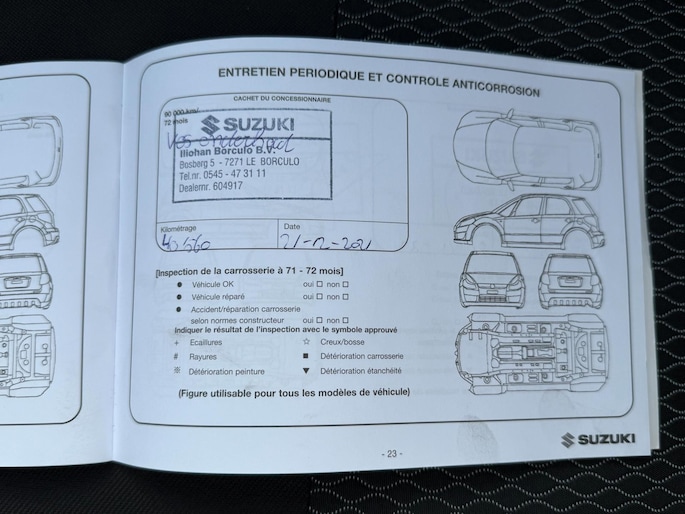 ENTRETIEN PERIODIQUE ET CONTROLE ANTICORROSION
CACHET DU CONCESSIONNAIRE
90 000 km/
72 mois
SUZUKI
Iliohan Borculo B.V.
Bosberg 5 - 7271 LE BORCULO
Tel.nr. 0545 - 47 31 11
Dealernr. 604917
Kilométrage
Date
40560
21-12-2021
[Inspection de la carrosserie à 71 - 72 mois]
● Véhicule OK oui □ non □
● Véhicule réparé oui □ non □
● Accident/réparation carrosserie
selon normes constructeur oui □ non □
Indiquer le résultat de l'inspection avec le symbole approuvé
+ Ecaillures ☆ Creux/bosse
# Rayures ■ Détérioration carrosserie
※ Détérioration peinture ▼ Détérioration étanchéité
(Figure utilisable pour tous les modèles de véhicule)
SUZUKI
- 23 -